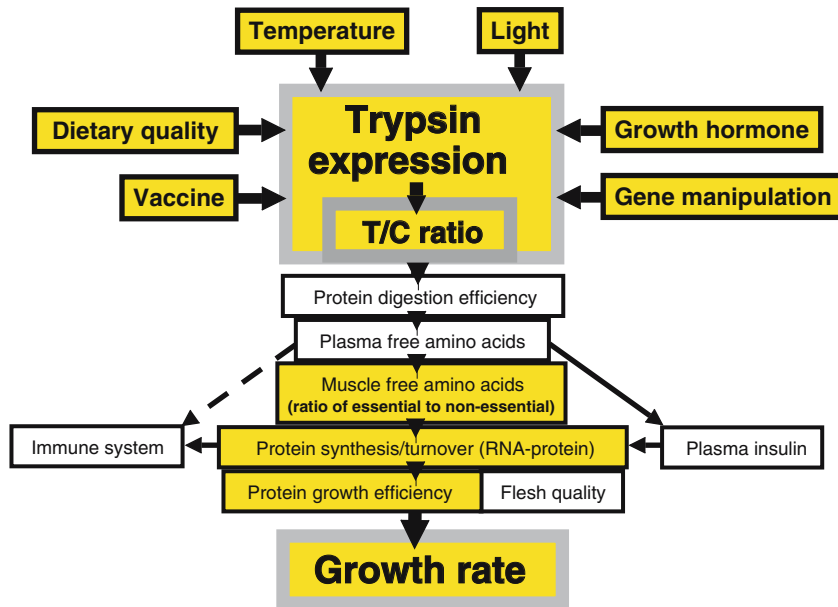 Temperature
Light
Dietary quality
Trypsin
expression
Growth hormone
Vaccine
Gene manipulation
T/C ratio
Protein digestion efficiency
Plasma free amino acids
Muscle free amino acids
(ratio of essential to non-essential)
Immune system
Protein synthesis/turnover (RNA-protein)
Plasma insulin
Protein growth efficiency
Flesh quality
Growth rate